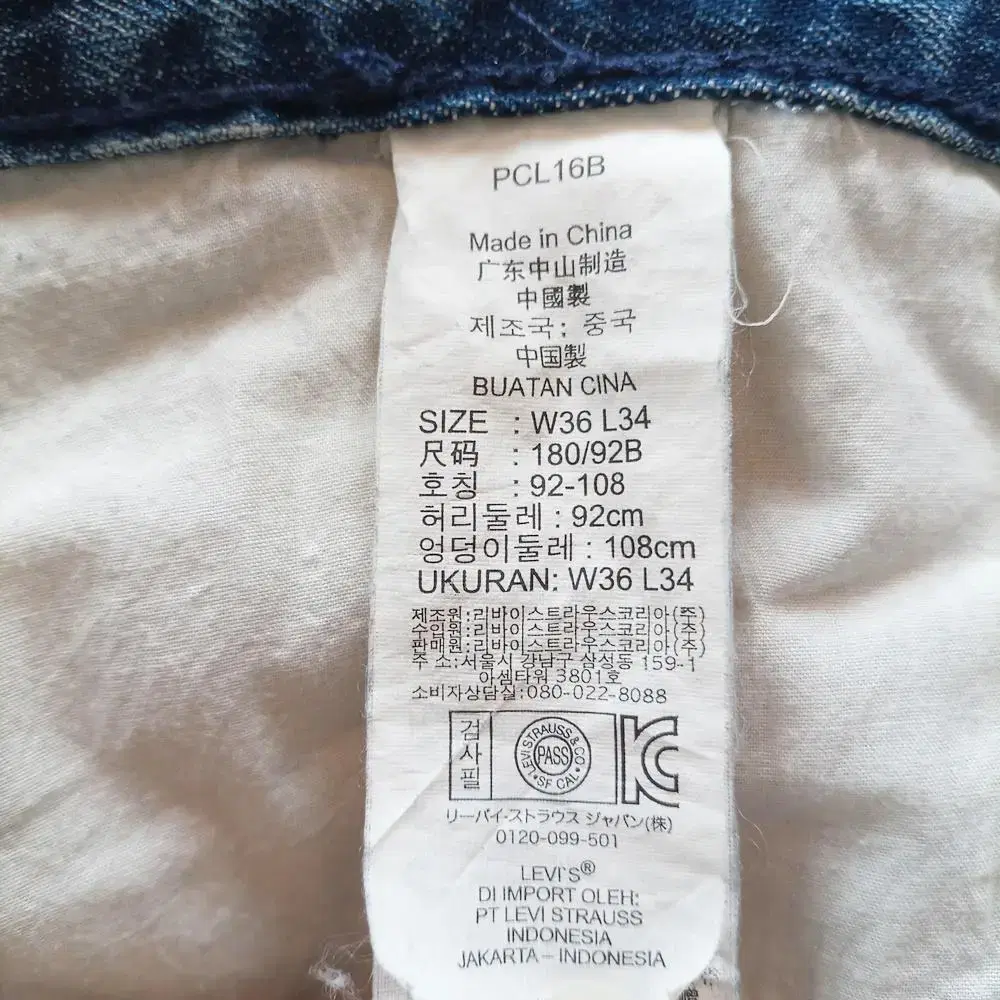 PCL16B
Made in China
广东中山制造
中國製
제조국: 중국
中国製
BUATAN CINA
SIZE : W36 L34
尺码 : 180/92B
호칭 : 92-108
허리둘레 : 92cm
엉덩이둘레 : 108cm
UKURAN: W36 L34
제조원:리바이스트라우스코리아(주)
수입원:리바이스트라우스코리아(주)
판매원:리바이스트라우스코리아(주)
주 소:서울시 강남구 삼성동 159-1
아셈타워 3801호
소비자상담실:080-022-8088
검사필
LEVI STRAUSS & CO
PASS
SF CAL
KC
リーバイ・ストラウス ジャパン(株)
0120-099-501
LEVI'S®
DI IMPORT OLEH:
PT LEVI STRAUSS
INDONESIA
JAKARTA – INDONESIA